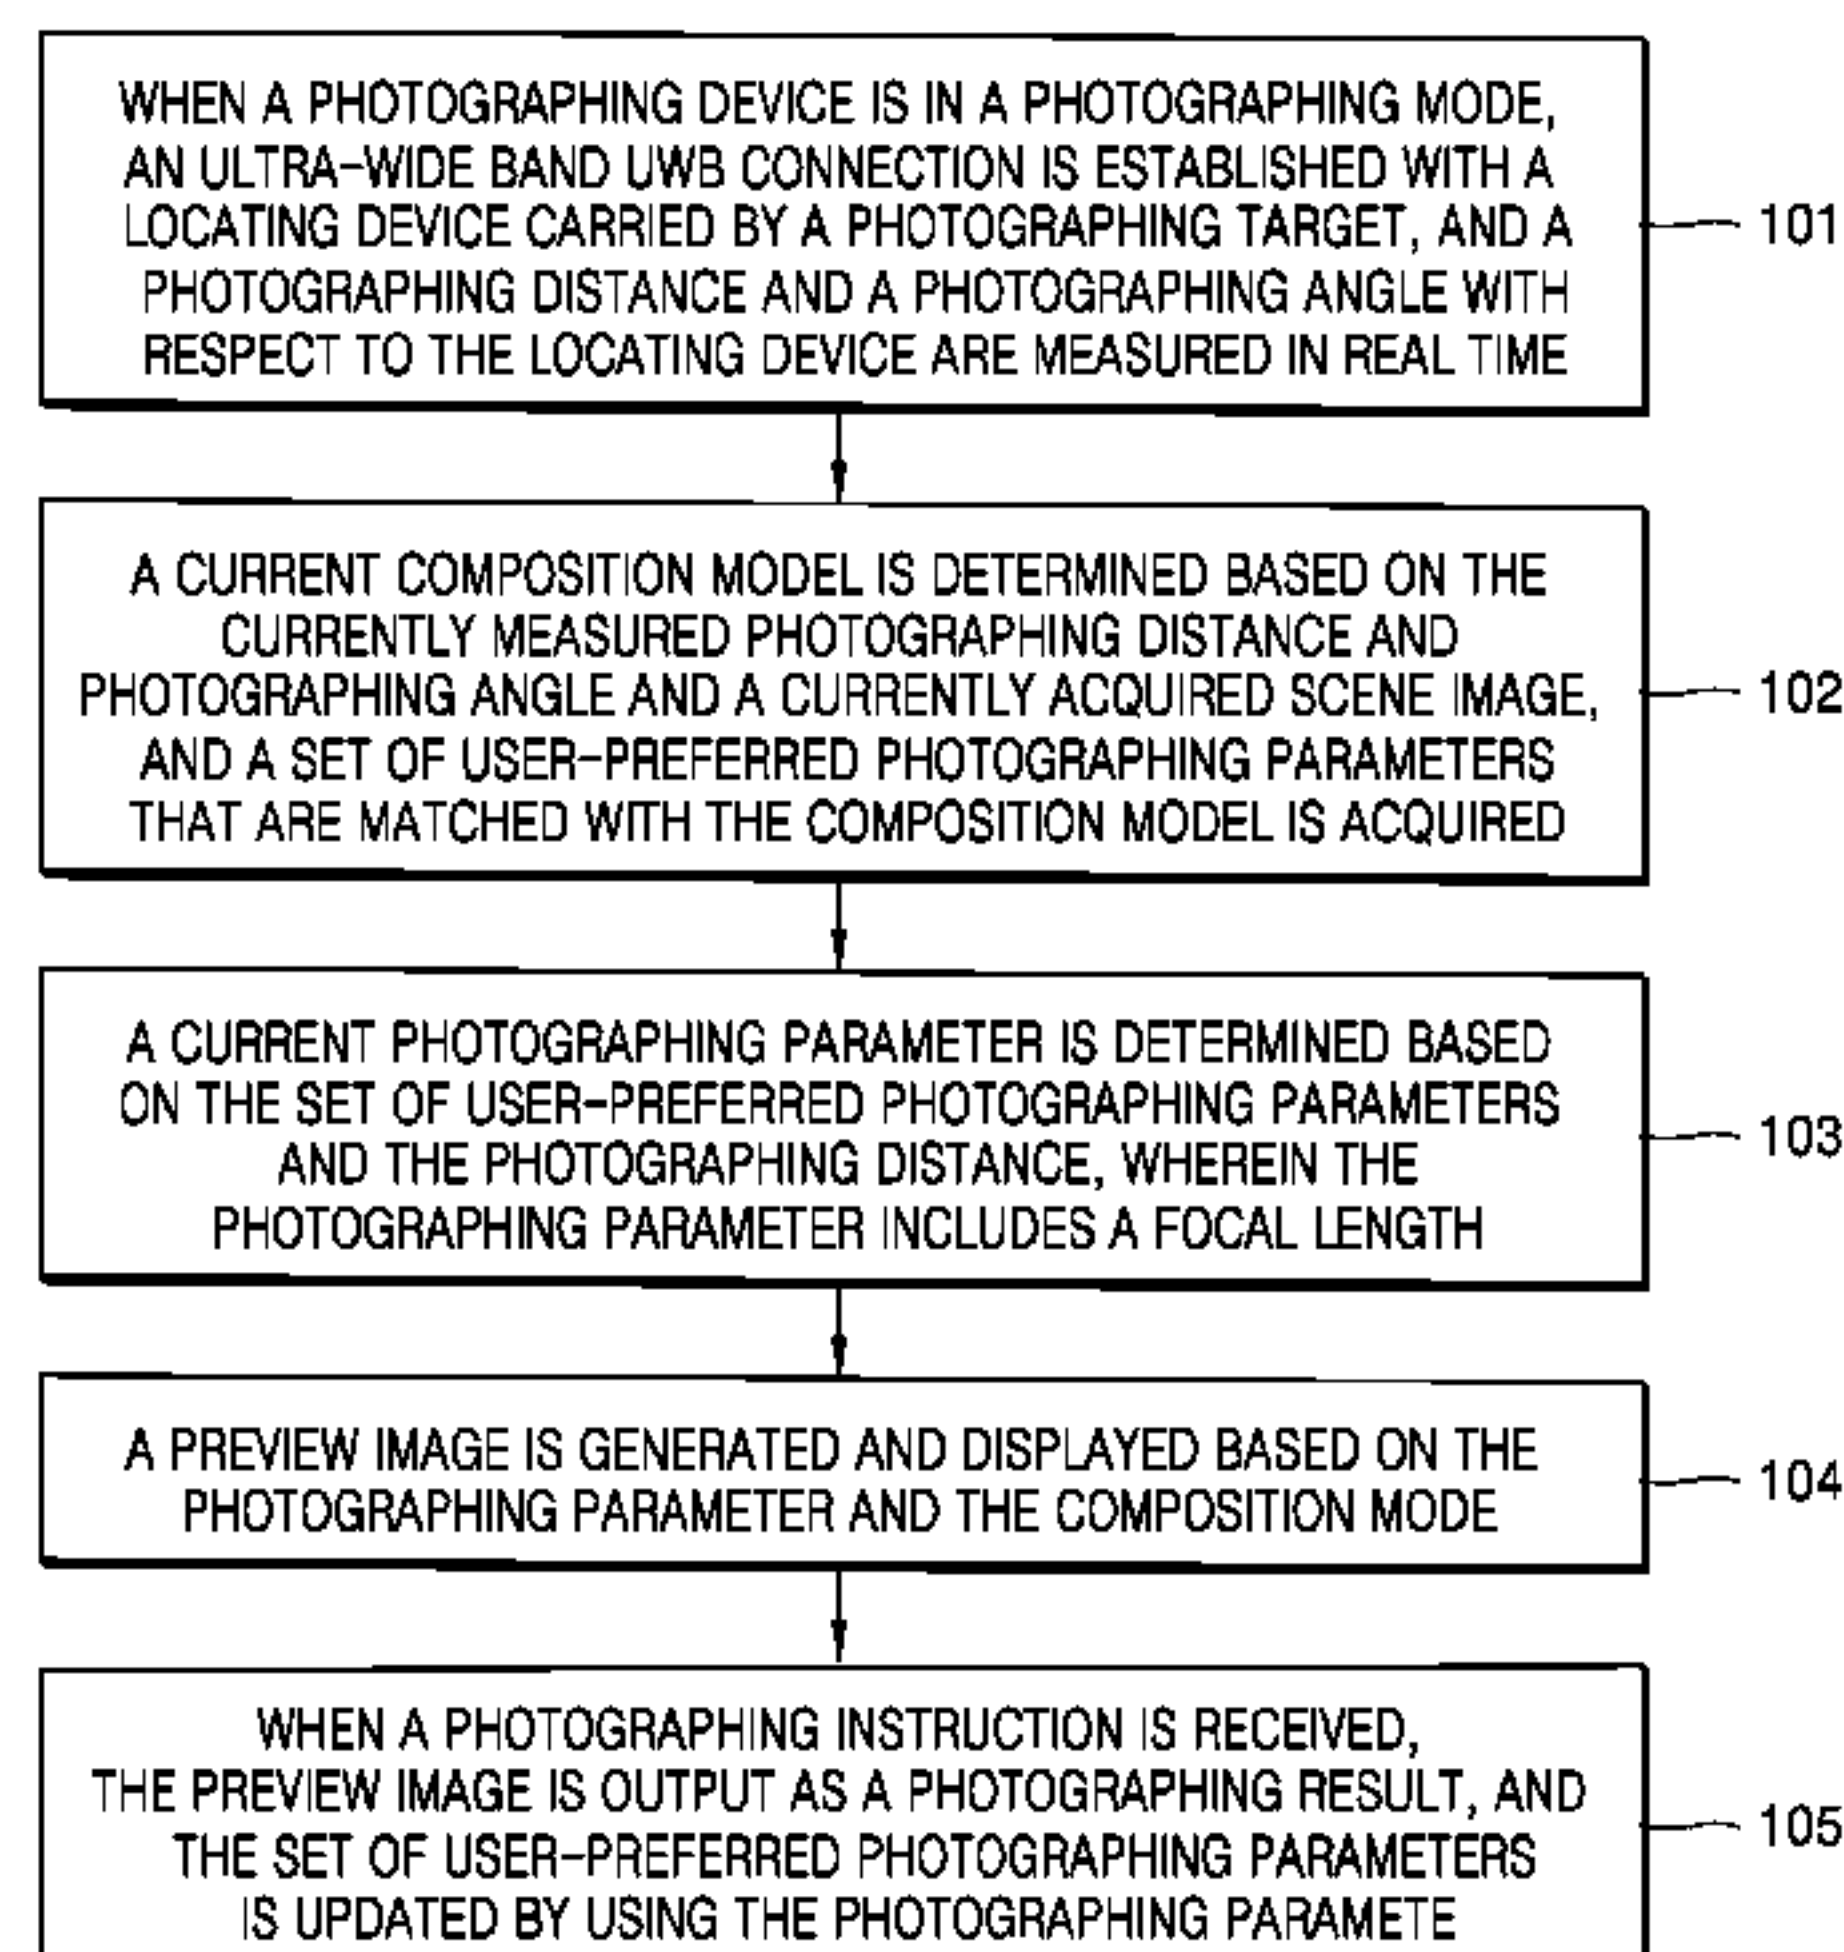 WHEN A PHOTOGRAPHING DEVICE IS IN A PHOTOGRAPHING MODE,
AN ULTRA-WIDE BAND UWB CONNECTION IS ESTABLISHED WITH A
LOCATING DEVICE CARRIED BY A PHOTOGRAPHING TARGET, AND A
PHOTOGRAPHING DISTANCE AND A PHOTOGRAPHING ANGLE WITH
RESPECT TO THE LOCATING DEVICE ARE MEASURED IN REAL TIME
101
A CURRENT COMPOSITION MODEL IS DETERMINED BASED ON THE
CURRENTLY MEASURED PHOTOGRAPHING DISTANCE AND
PHOTOGRAPHING ANGLE AND A CURRENTLY ACQUIRED SCENE IMAGE,
AND A SET OF USER-PREFERRED PHOTOGRAPHING PARAMETERS
THAT ARE MATCHED WITH THE COMPOSITION MODEL IS ACQUIRED
102
A CURRENT PHOTOGRAPHING PARAMETER IS DETERMINED BASED
ON THE SET OF USER-PREFERRED PHOTOGRAPHING PARAMETERS
AND THE PHOTOGRAPHING DISTANCE, WHEREIN THE
PHOTOGRAPHING PARAMETER INCLUDES A FOCAL LENGTH
103
A PREVIEW IMAGE IS GENERATED AND DISPLAYED BASED ON THE
PHOTOGRAPHING PARAMETER AND THE COMPOSITION MODE
104
WHEN A PHOTOGRAPHING INSTRUCTION IS RECEIVED,
THE PREVIEW IMAGE IS OUTPUT AS A PHOTOGRAPHING RESULT, AND
THE SET OF USER-PREFERRED PHOTOGRAPHING PARAMETERS
IS UPDATED BY USING THE PHOTOGRAPHING PARAMETE
105